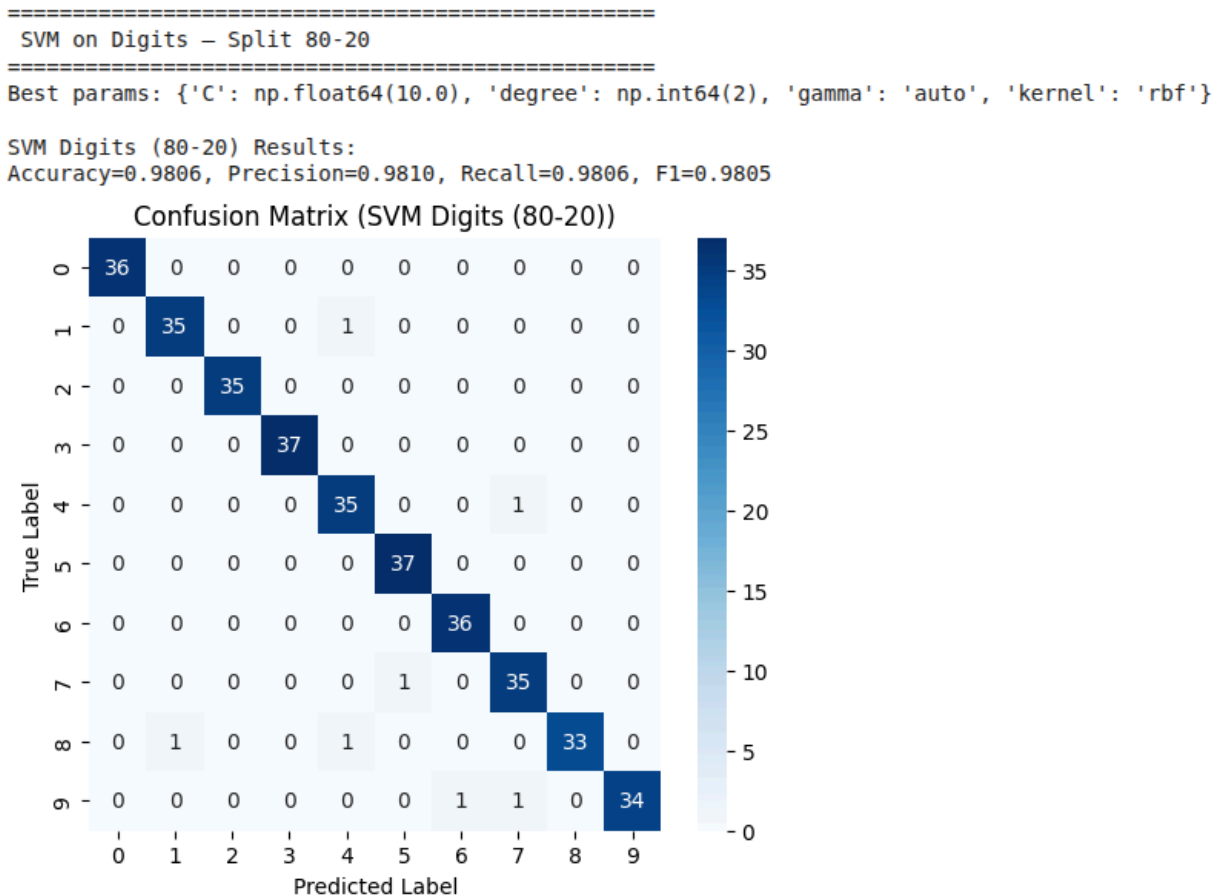 ==================================================
SVM on Digits — Split 80-20
==================================================
Best params: {'C': np.float64(10.0), 'degree': np.int64(2), 'gamma': 'auto', 'kernel': 'rbf'}
SVM Digits (80-20) Results:
Accuracy=0.9806, Precision=0.9810, Recall=0.9806, F1=0.9805
Confusion Matrix (SVM Digits (80-20))
0 36 0 0 0 0 0 0 0 0 0
1 0 35 0 0 1 0 0 0 0 0
2 0 0 35 0 0 0 0 0 0 0
3 0 0 0 37 0 0 0 0 0 0
4 0 0 0 0 35 0 0 1 0 0
5 0 0 0 0 0 37 0 0 0 0
6 0 0 0 0 0 0 36 0 0 0
7 0 0 0 0 0 1 0 35 0 0
8 0 1 0 0 1 0 0 0 33 0
9 0 0 0 0 0 0 1 1 0 34
0 1 2 3 4 5 6 7 8 9
True Label
Predicted Label
35
30
25
20
15
10
5
0